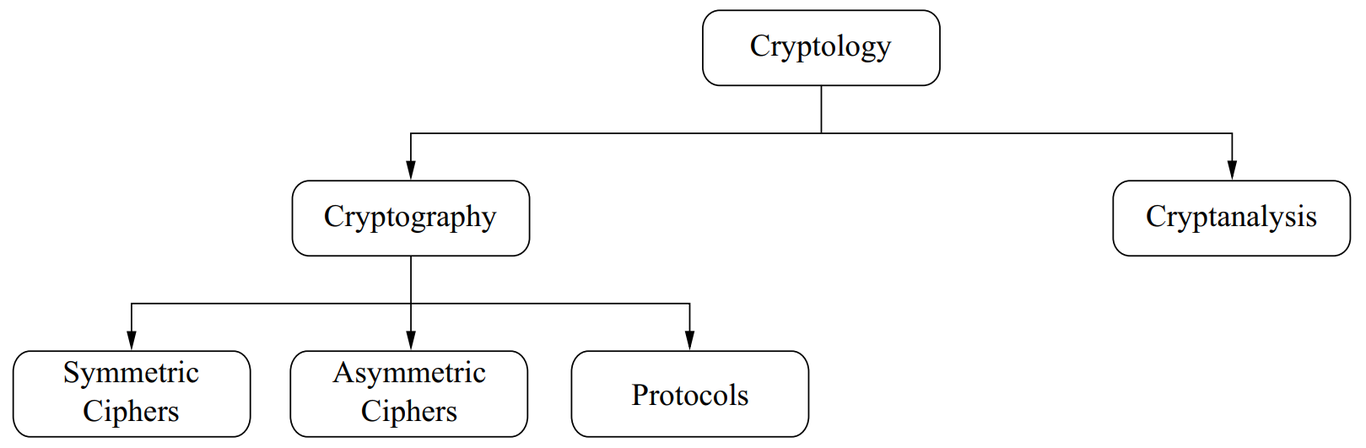 Cryptology
Cryptography
Cryptanalysis
Symmetric
Ciphers
Asymmetric
Ciphers
Protocols